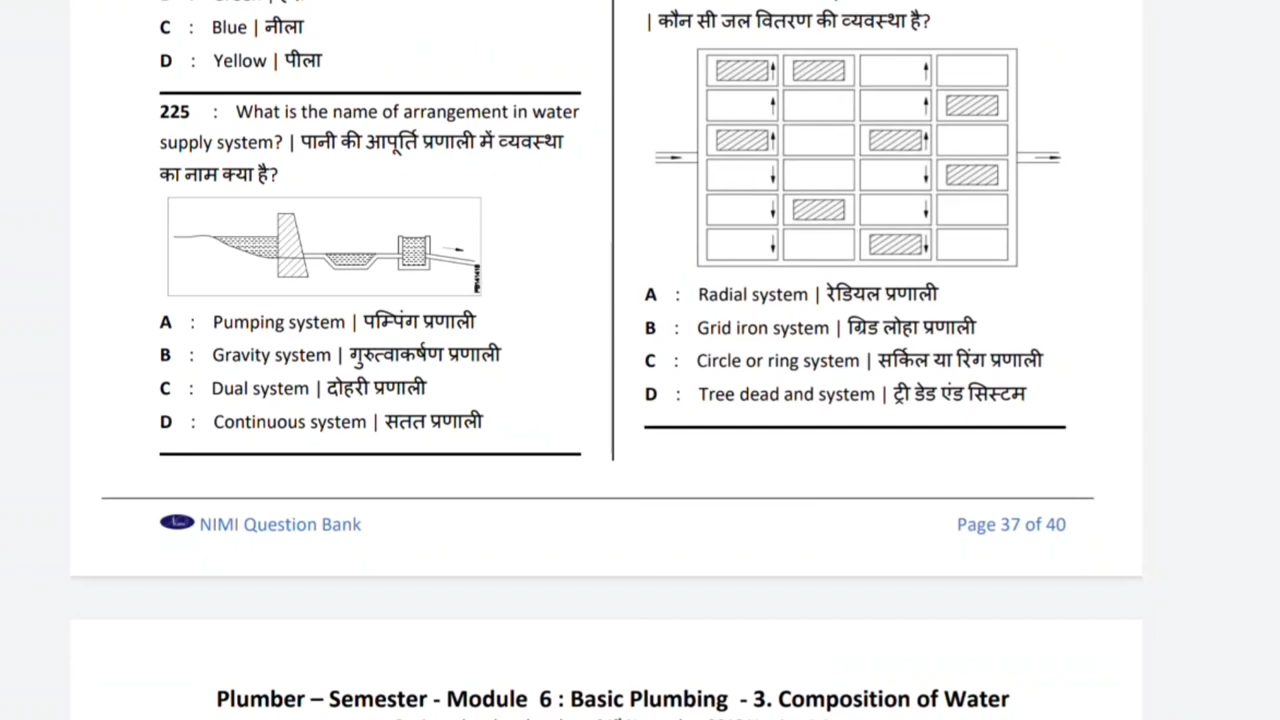 C : Blue | नीला
D : Yellow | पीला
225 : What is the name of arrangement in water
supply system? | पानी की आपूर्ति प्रणाली में व्यवस्था
का नाम क्या है?
A : Pumping system | पम्पिंग प्रणाली
B : Gravity system | गुरुत्वाकर्षण प्रणाली
C : Dual system | दोहरी प्रणाली
D : Continuous system | सतत प्रणाली
| कौन सी जल वितरण की व्यवस्था है?
A : Radial system | रेडियल प्रणाली
B : Grid iron system | ग्रिड लोहा प्रणाली
C : Circle or ring system | सर्किल या रिंग प्रणाली
D : Tree dead and system | ट्री डेड एंड सिस्टम
NIMI Question Bank
Page 37 of 40
Plumber – Semester - Module 6 : Basic Plumbing - 3. Composition of Water